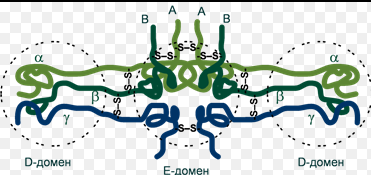 B A A B
S–S
S–S S–S
α α
S–S S–S
β β
S–S S–S
γ γ
S–S
D-домен E-домен D-домен